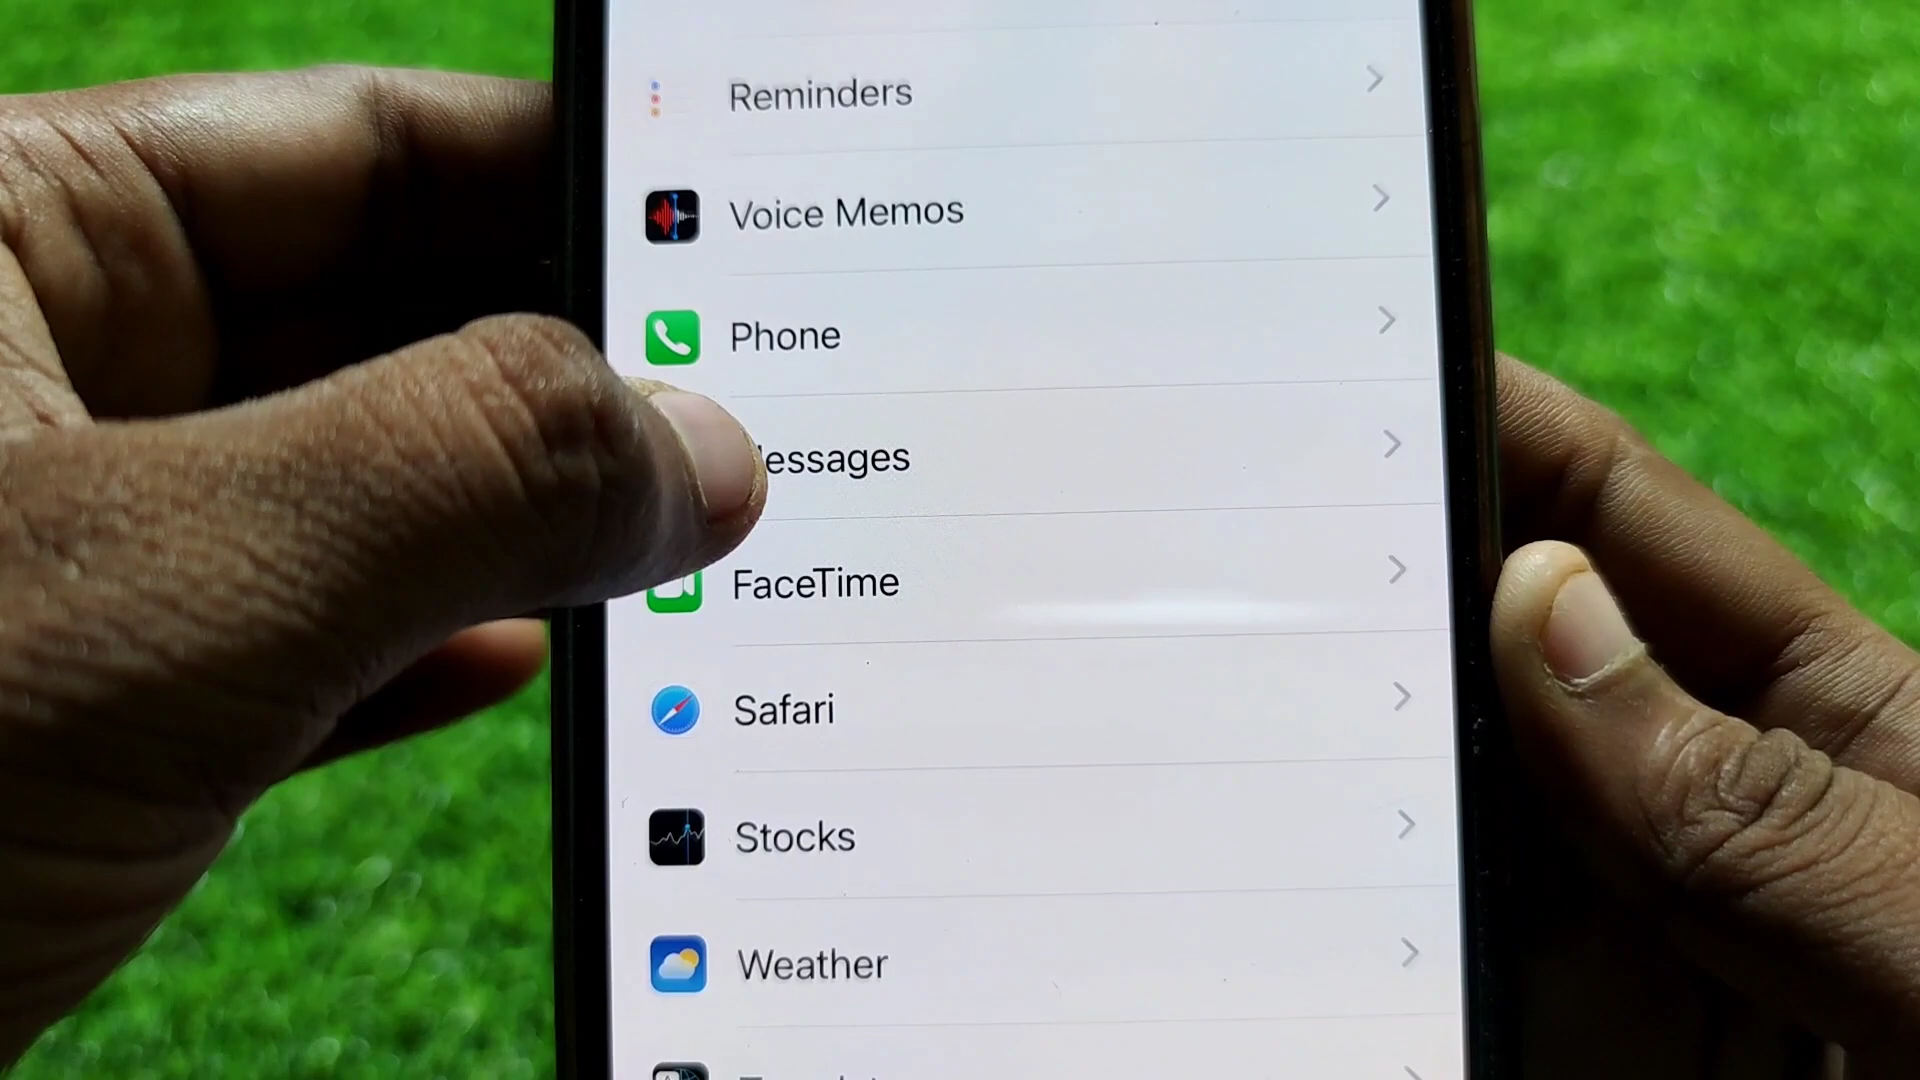 Reminders
Voice Memos
Phone
essages
FaceTime
Safari
Stocks
Weather